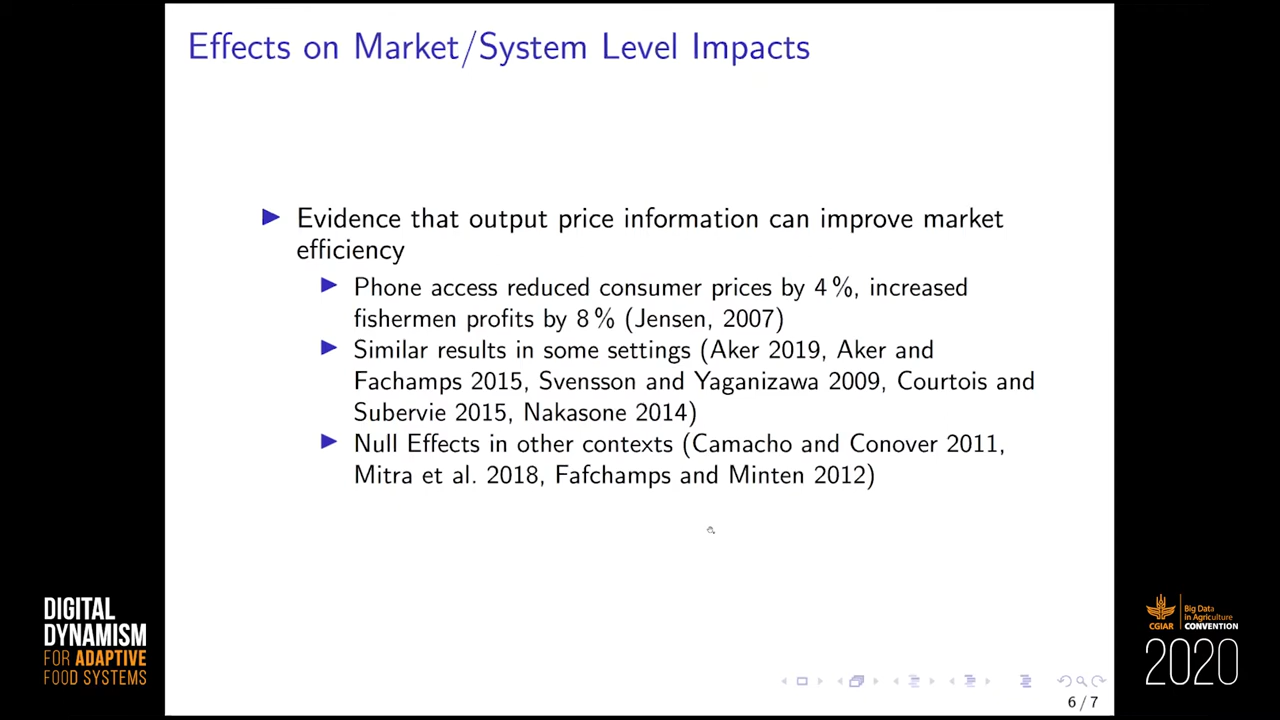 Effects on Market/System Level Impacts
Evidence that output price information can improve market
efficiency
Phone access reduced consumer prices by 4 %, increased
fishermen profits by 8 % (Jensen, 2007)
Similar results in some settings (Aker 2019, Aker and
Fachamps 2015, Svensson and Yaganizawa 2009, Courtois and
Subervie 2015, Nakasone 2014)
Null Effects in other contexts (Camacho and Conover 2011,
Mitra et al. 2018, Fafchamps and Minten 2012)
DIGITAL
DYNAMISM
FOR ADAPTIVE
FOOD SYSTEMS
CGIAR
Big Data
in Agriculture
CONVENTION
2020
6 / 7